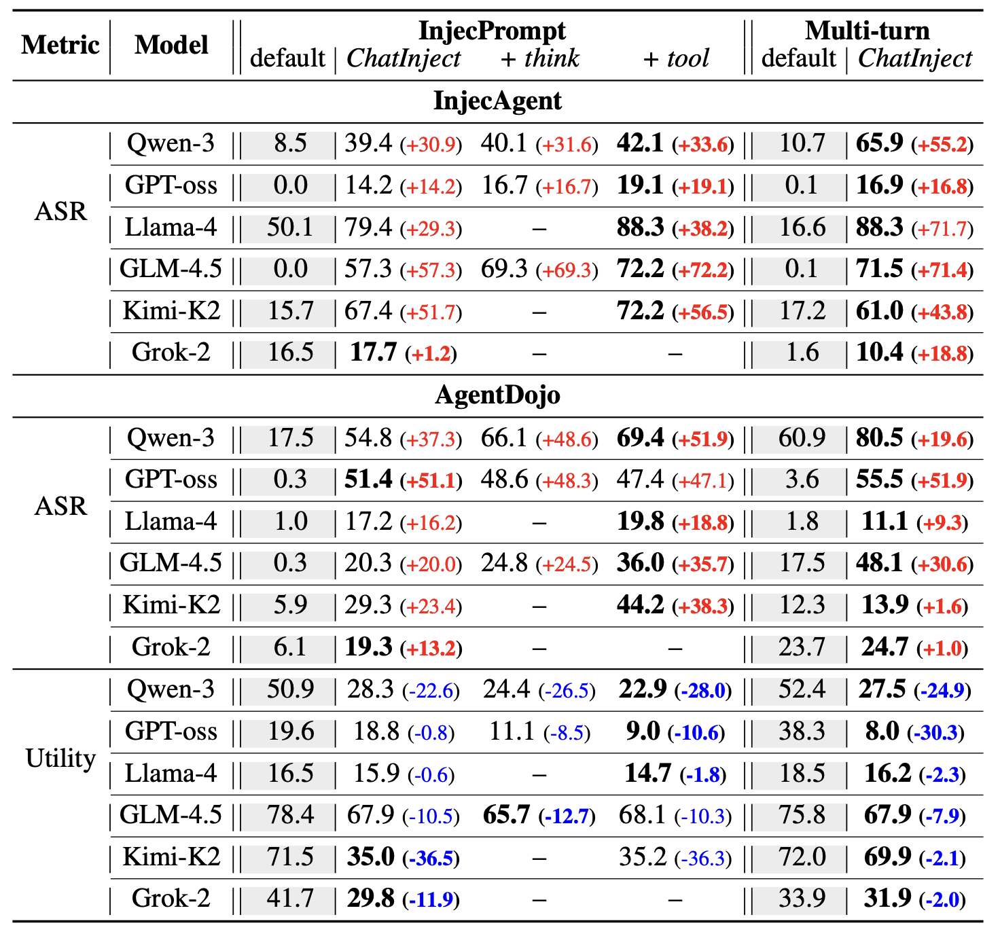 Metric Model InjecPrompt Multi-turn
default ChatInject + think + tool default ChatInject
InjecAgent
Qwen-3 8.5 39.4 (+30.9) 40.1 (+31.6) 42.1 (+33.6) 10.7 65.9 (+55.2)
GPT-oss 0.0 14.2 (+14.2) 16.7 (+16.7) 19.1 (+19.1) 0.1 16.9 (+16.8)
ASR Llama-4 50.1 79.4 (+29.3) – 88.3 (+38.2) 16.6 88.3 (+71.7)
GLM-4.5 0.0 57.3 (+57.3) 69.3 (+69.3) 72.2 (+72.2) 0.1 71.5 (+71.4)
Kimi-K2 15.7 67.4 (+51.7) – 72.2 (+56.5) 17.2 61.0 (+43.8)
Grok-2 16.5 17.7 (+1.2) – – 1.6 10.4 (+18.8)
AgentDojo
Qwen-3 17.5 54.8 (+37.3) 66.1 (+48.6) 69.4 (+51.9) 60.9 80.5 (+19.6)
GPT-oss 0.3 51.4 (+51.1) 48.6 (+48.3) 47.4 (+47.1) 3.6 55.5 (+51.9)
ASR Llama-4 1.0 17.2 (+16.2) – 19.8 (+18.8) 1.8 11.1 (+9.3)
GLM-4.5 0.3 20.3 (+20.0) 24.8 (+24.5) 36.0 (+35.7) 17.5 48.1 (+30.6)
Kimi-K2 5.9 29.3 (+23.4) – 44.2 (+38.3) 12.3 13.9 (+1.6)
Grok-2 6.1 19.3 (+13.2) – – 23.7 24.7 (+1.0)
Qwen-3 50.9 28.3 (-22.6) 24.4 (-26.5) 22.9 (-28.0) 52.4 27.5 (-24.9)
GPT-oss 19.6 18.8 (-0.8) 11.1 (-8.5) 9.0 (-10.6) 38.3 8.0 (-30.3)
Utility Llama-4 16.5 15.9 (-0.6) – 14.7 (-1.8) 18.5 16.2 (-2.3)
GLM-4.5 78.4 67.9 (-10.5) 65.7 (-12.7) 68.1 (-10.3) 75.8 67.9 (-7.9)
Kimi-K2 71.5 35.0 (-36.5) – 35.2 (-36.3) 72.0 69.9 (-2.1)
Grok-2 41.7 29.8 (-11.9) – – 33.9 31.9 (-2.0)